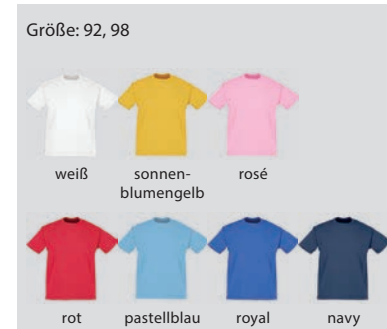 Größe: 92, 98
weiß
sonnen-
blumengelb
rosé
rot
pastellblau
royal
navy